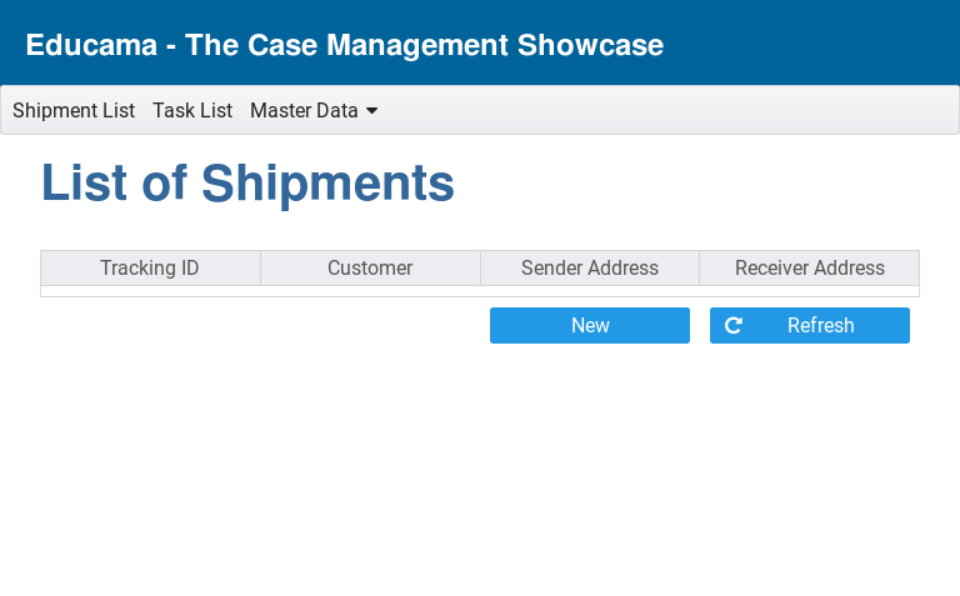 Educama - The Case Management Showcase
Shipment List Task List Master Data
List of Shipments
Tracking ID Customer Sender Address Receiver Address
New Refresh